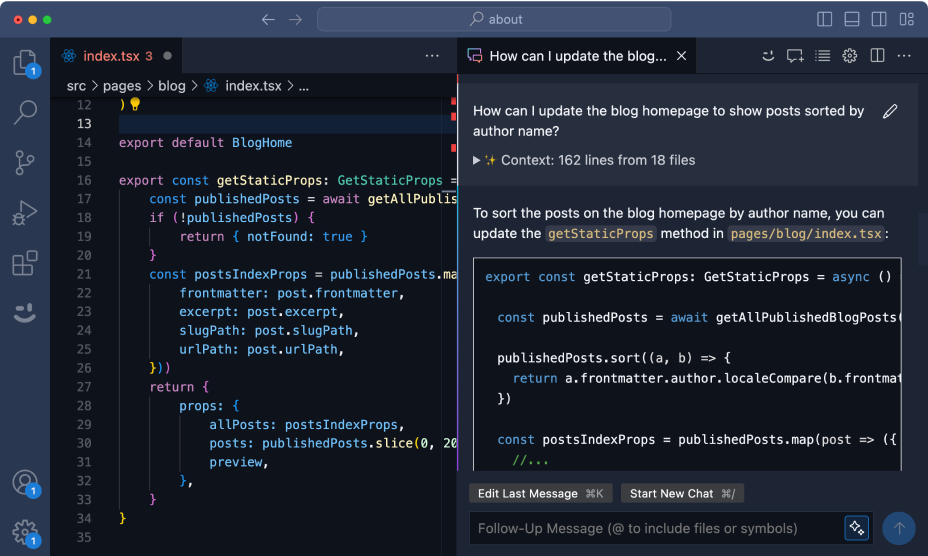 about
index.tsx 3
How can I update the blog...
src > pages > blog > index.tsx > ...
1
12 )
13
14 export default BlogHome
15
16 export const getStaticProps: GetStaticProps =
17 const publishedPosts = await getAllPublis
18 if (!publishedPosts) {
19 return { notFound: true }
20 }
21 const postsIndexProps = publishedPosts.ma
22 frontmatter: post.frontmatter,
23 excerpt: post.excerpt,
24 slugPath: post.slugPath,
25 urlPath: post.urlPath,
26 }))
27 return {
28 props: {
29 allPosts: postsIndexProps,
30 posts: publishedPosts.slice(0, 20
31 preview,
32 },
33 }
34 }
35
1
1
How can I update the blog homepage to show posts sorted by
author name?
Context: 162 lines from 18 files
To sort the posts on the blog homepage by author name, you can
update the getStaticProps method in pages/blog/index.tsx:
export const getStaticProps: GetStaticProps = async ()
const publishedPosts = await getAllPublishedBlogPosts(
publishedPosts.sort((a, b) => {
return a.frontmatter.author.localeCompare(b.frontmat
})
const postsIndexProps = publishedPosts.map(post => ({
//...
Edit Last Message ⌘K
Start New Chat ⌘/
Follow-Up Message (@ to include files or symbols)